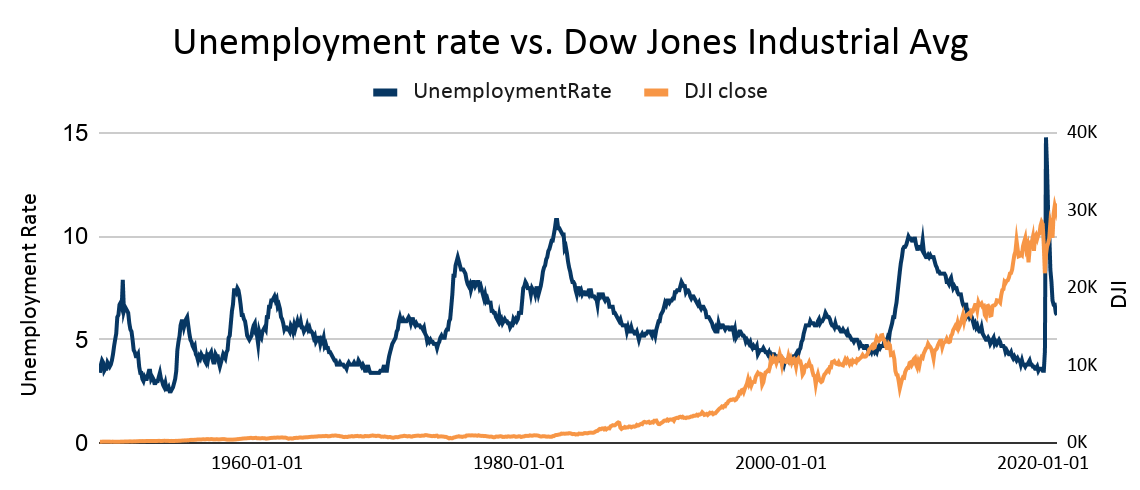 Unemployment rate vs. Dow Jones Industrial Avg
UnemploymentRate DJI close
15
10
5
0
Unemployment Rate
40K
30K
20K
10K
0K
DJI
1960-01-01 1980-01-01 2000-01-01 2020-01-01